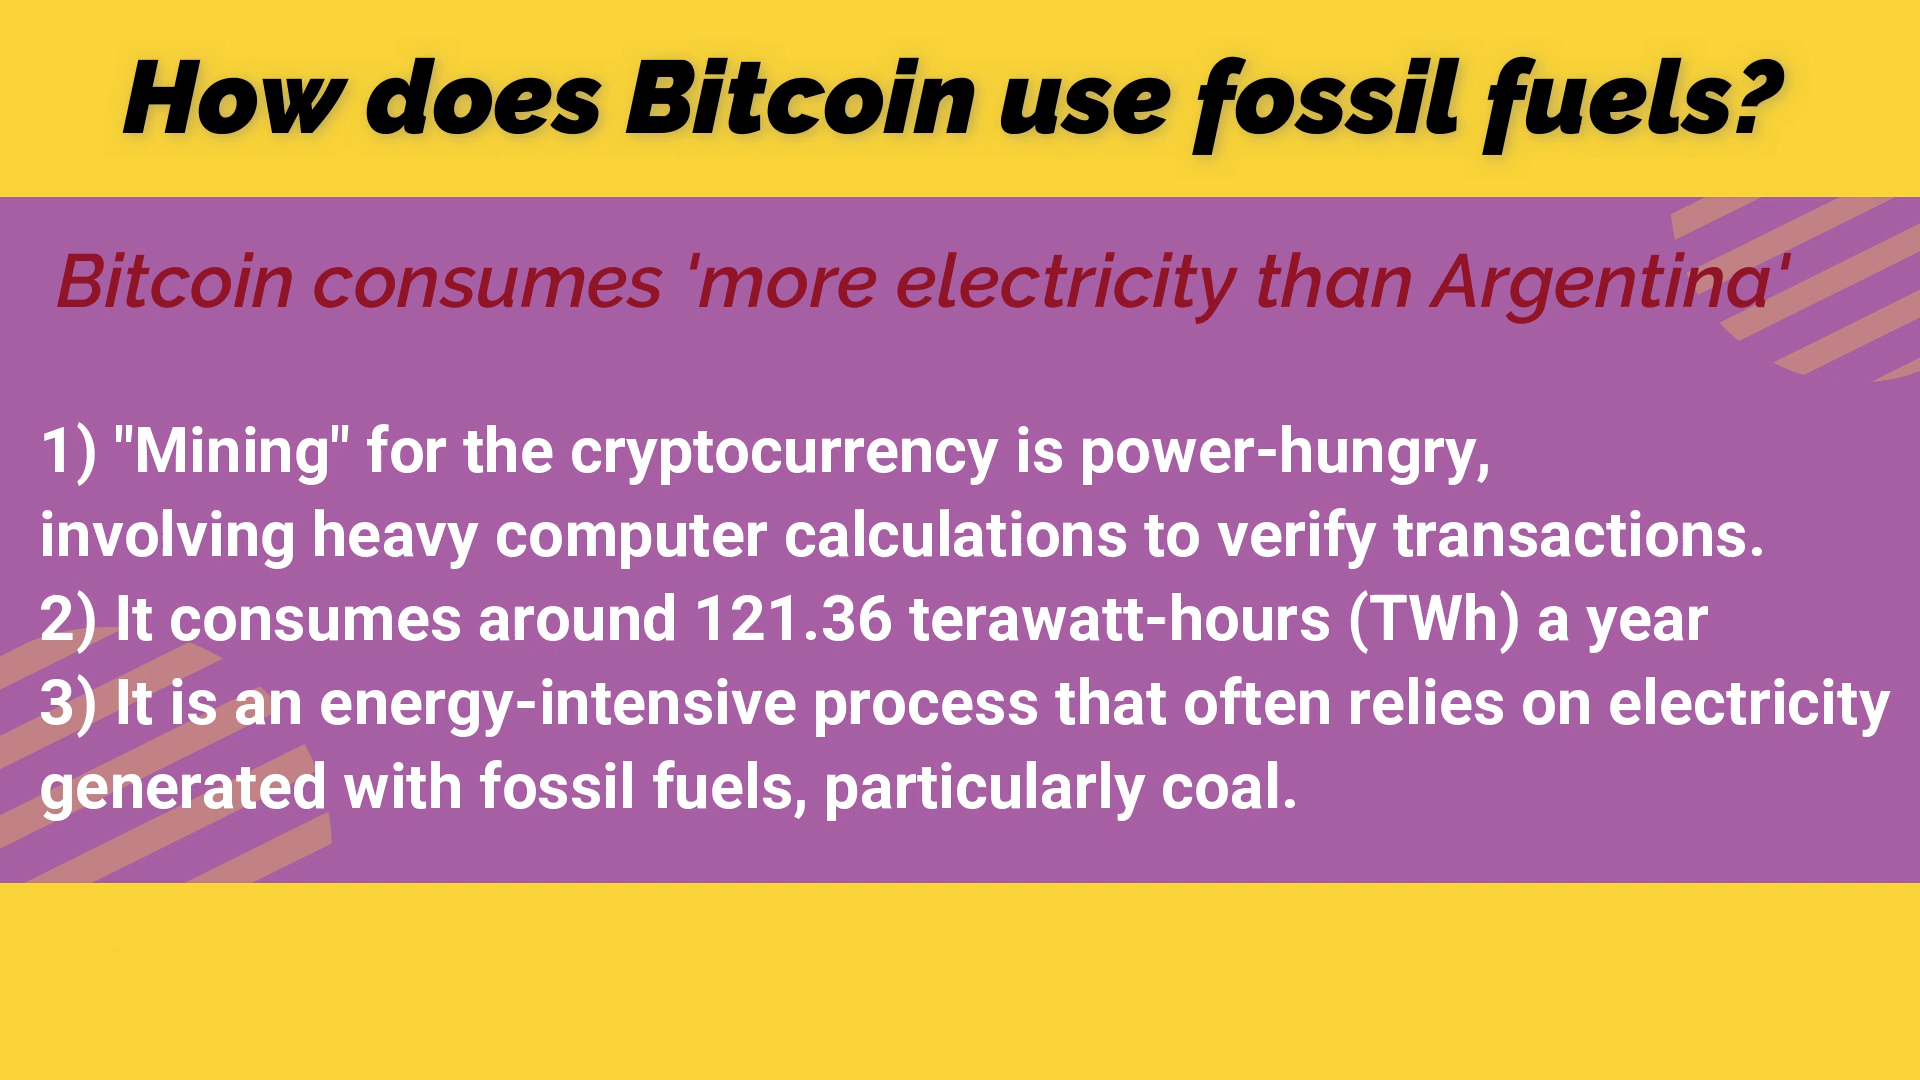 How does Bitcoin use fossil fuels?
Bitcoin consumes 'more electricity than Argentina'
1) "Mining" for the cryptocurrency is power-hungry,
involving heavy computer calculations to verify transactions.
2) It consumes around 121.36 terawatt-hours (TWh) a year
3) It is an energy-intensive process that often relies on electricity
generated with fossil fuels, particularly coal.